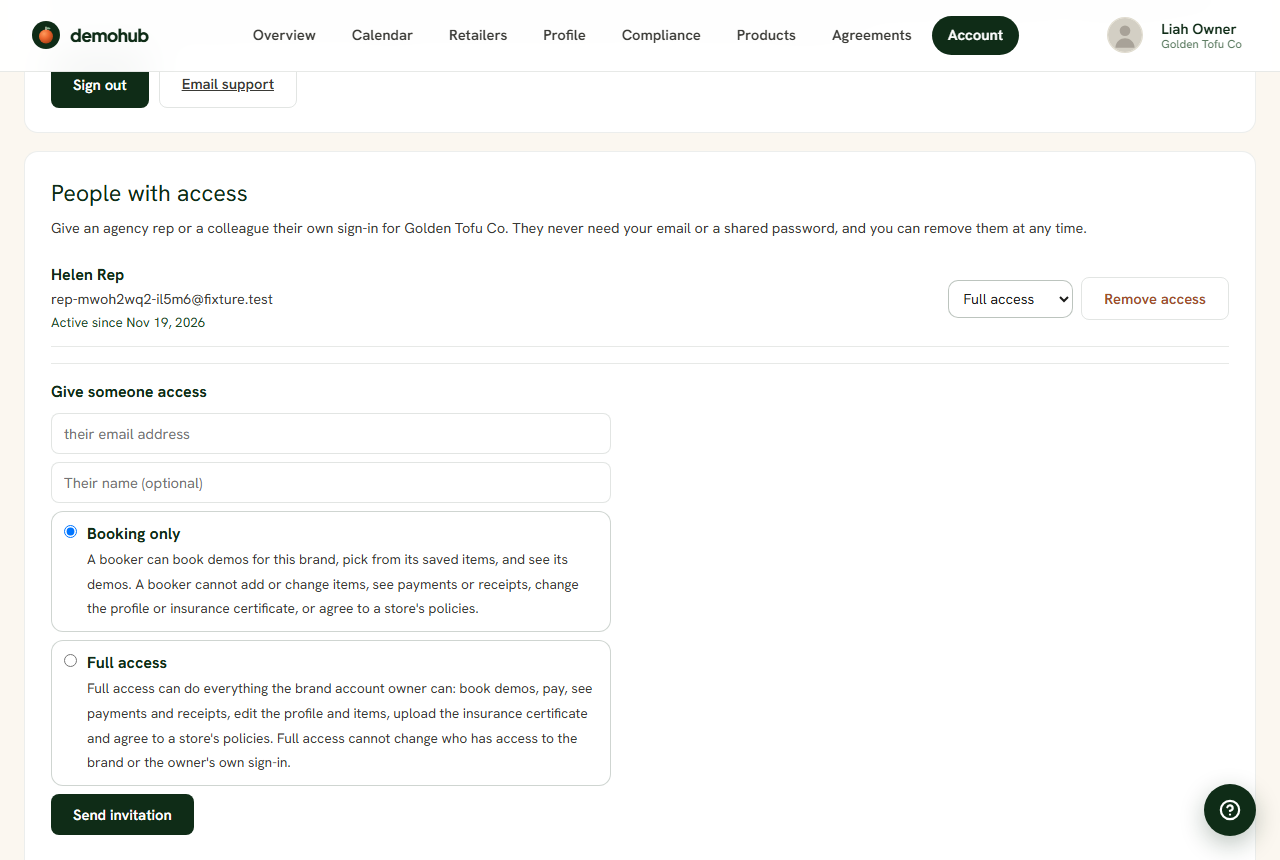 demohub
Overview
Calendar
Retailers
Profile
Compliance
Products
Agreements
Account
Liah Owner
Golden Tofu Co
Sign out
Email support
People with access
Give an agency rep or a colleague their own sign-in for Golden Tofu Co. They never need your email or a shared password, and you can remove them at any time.
Helen Rep
rep-mwoh2wq2-il5m6@fixture.test
Active since Nov 19, 2026
Full access
Remove access
Give someone access
their email address
Their name (optional)
Booking only
A booker can book demos for this brand, pick from its saved items, and see its
demos. A booker cannot add or change items, see payments or receipts, change
the profile or insurance certificate, or agree to a store's policies.
Full access
Full access can do everything the brand account owner can: book demos, pay, see
payments and receipts, edit the profile and items, upload the insurance certificate
and agree to a store's policies. Full access cannot change who has access to the
brand or the owner's own sign-in.
Send invitation